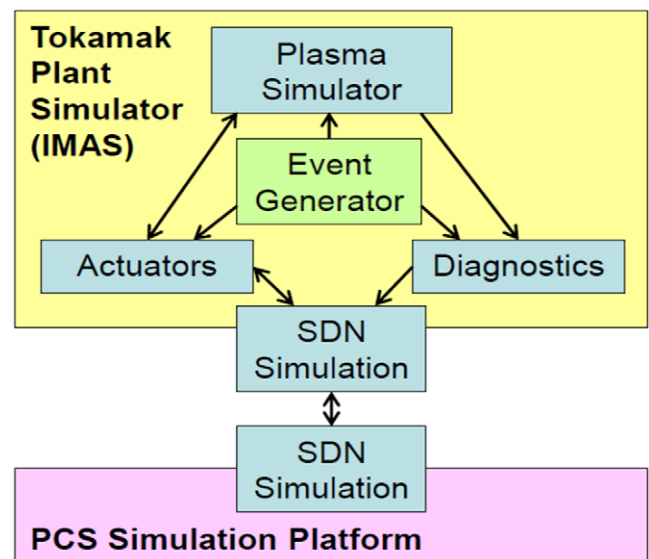 Tokamak
Plant
Simulator
(IMAS)
Plasma
Simulator
Event
Generator
Actuators
Diagnostics
SDN
Simulation
SDN
Simulation
PCS Simulation Platform